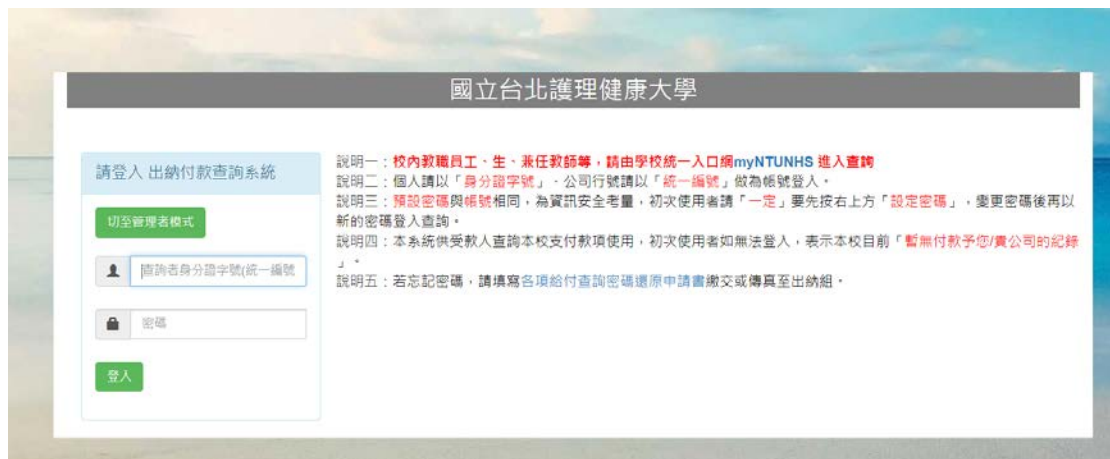 國立台北護理健康大學
請登入 出納付款查詢系統
切至管理者模式
查詢者身分證字號(統一編號
密碼
登入
說明一：校內教職員工、生、兼任教師等，請由學校統一入口網myNTUNHS 進入查詢
說明二：個人請以「身分證字號」、公司行號請以「統一編號」做為帳號登入。
說明三：預設密碼與帳號相同，為資訊安全考量，初次使用者請「一定」要先按右上方「設定密碼」，變更密碼後再以
新的密碼登入查詢。
說明四：本系統供受款人查詢本校支付款項使用，初次使用者如無法登入，表示本校目前「暫無付款予您/貴公司的紀錄
」。
說明五：若忘記密碼，請填寫各項給付查詢密碼還原申請書繳交或傳真至出納組。